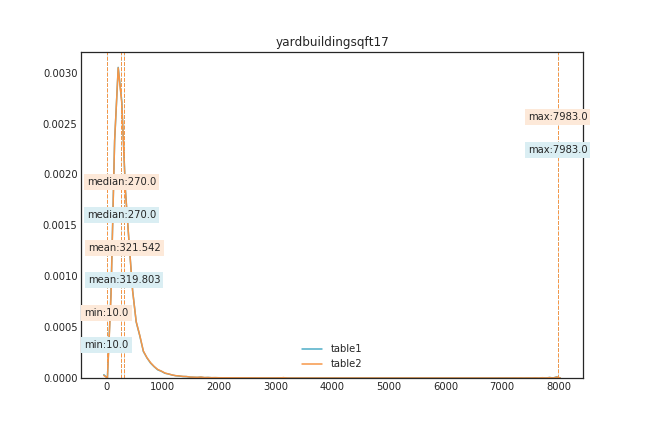 yardbuildingsqft17
0.0030
0.0025
0.0020
0.0015
0.0010
0.0005
0.0000
max:7983.0
max:7983.0
median:270.0
median:270.0
mean:321.542
mean:319.803
min:10.0
min:10.0
table1
table2
0 1000 2000 3000 4000 5000 6000 7000 8000